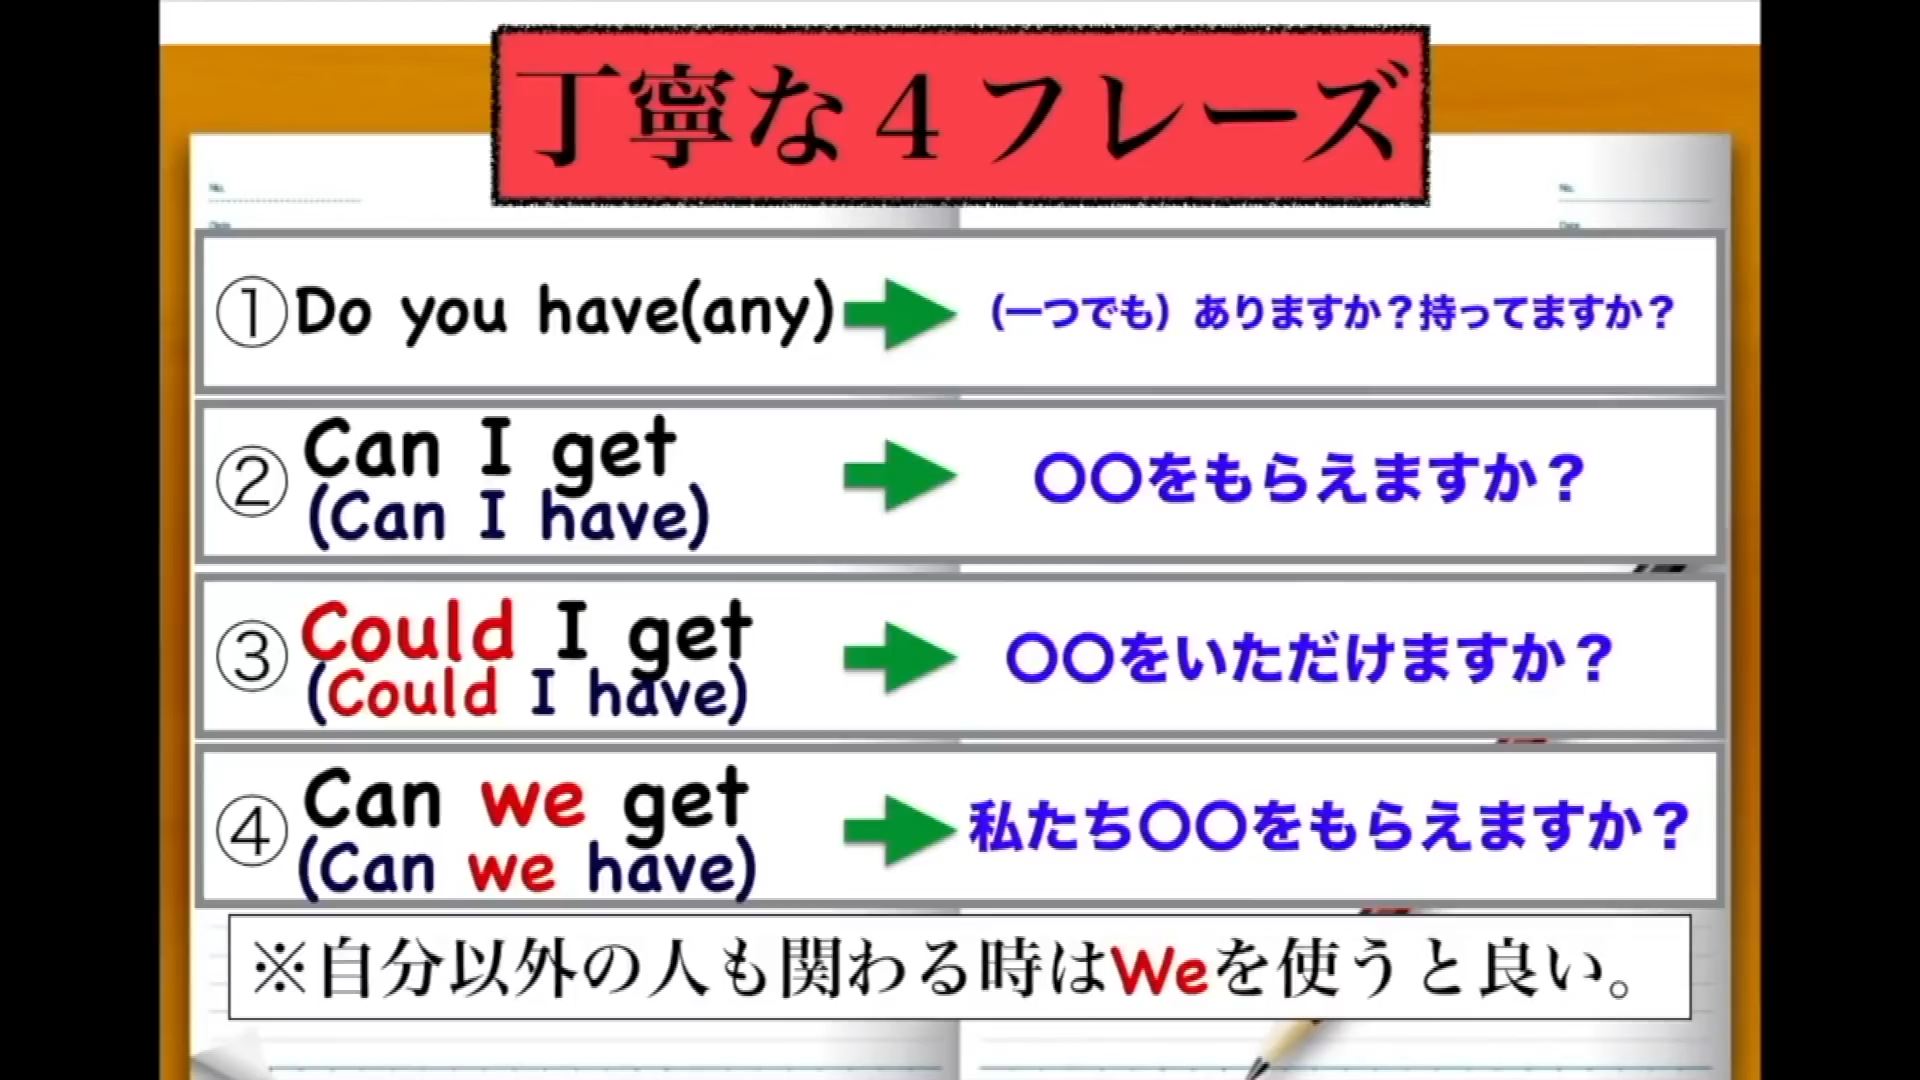 丁寧な４フレーズ
No.
No.
Date
Date
①Do you have(any)
（一つでも）ありますか？持ってますか？
②Can I get
(Can I have)
〇〇をもらえますか？
③Could I get
(Could I have)
〇〇をいただけますか？
④Can we get
(Can we have)
私たち〇〇をもらえますか？
※自分以外の人も関わる時はWeを使うと良い。